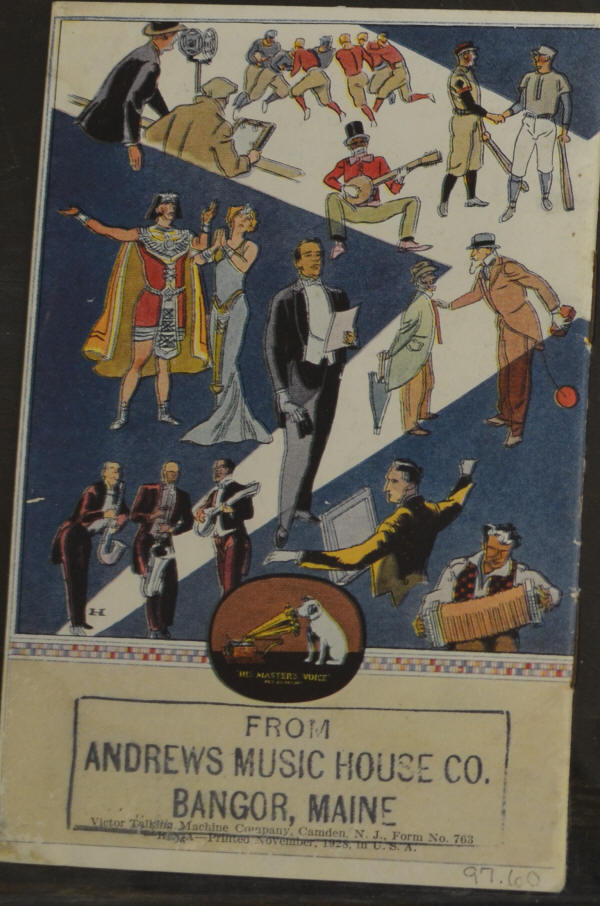 H
"HIS MASTER'S VOICE"
FROM
ANDREWS MUSIC HOUSE CO.
BANGOR, MAINE
Victor Talking Machine Company, Camden, N. J., Form No. 763
Printed November, 1928, in U. S. A.
97.60